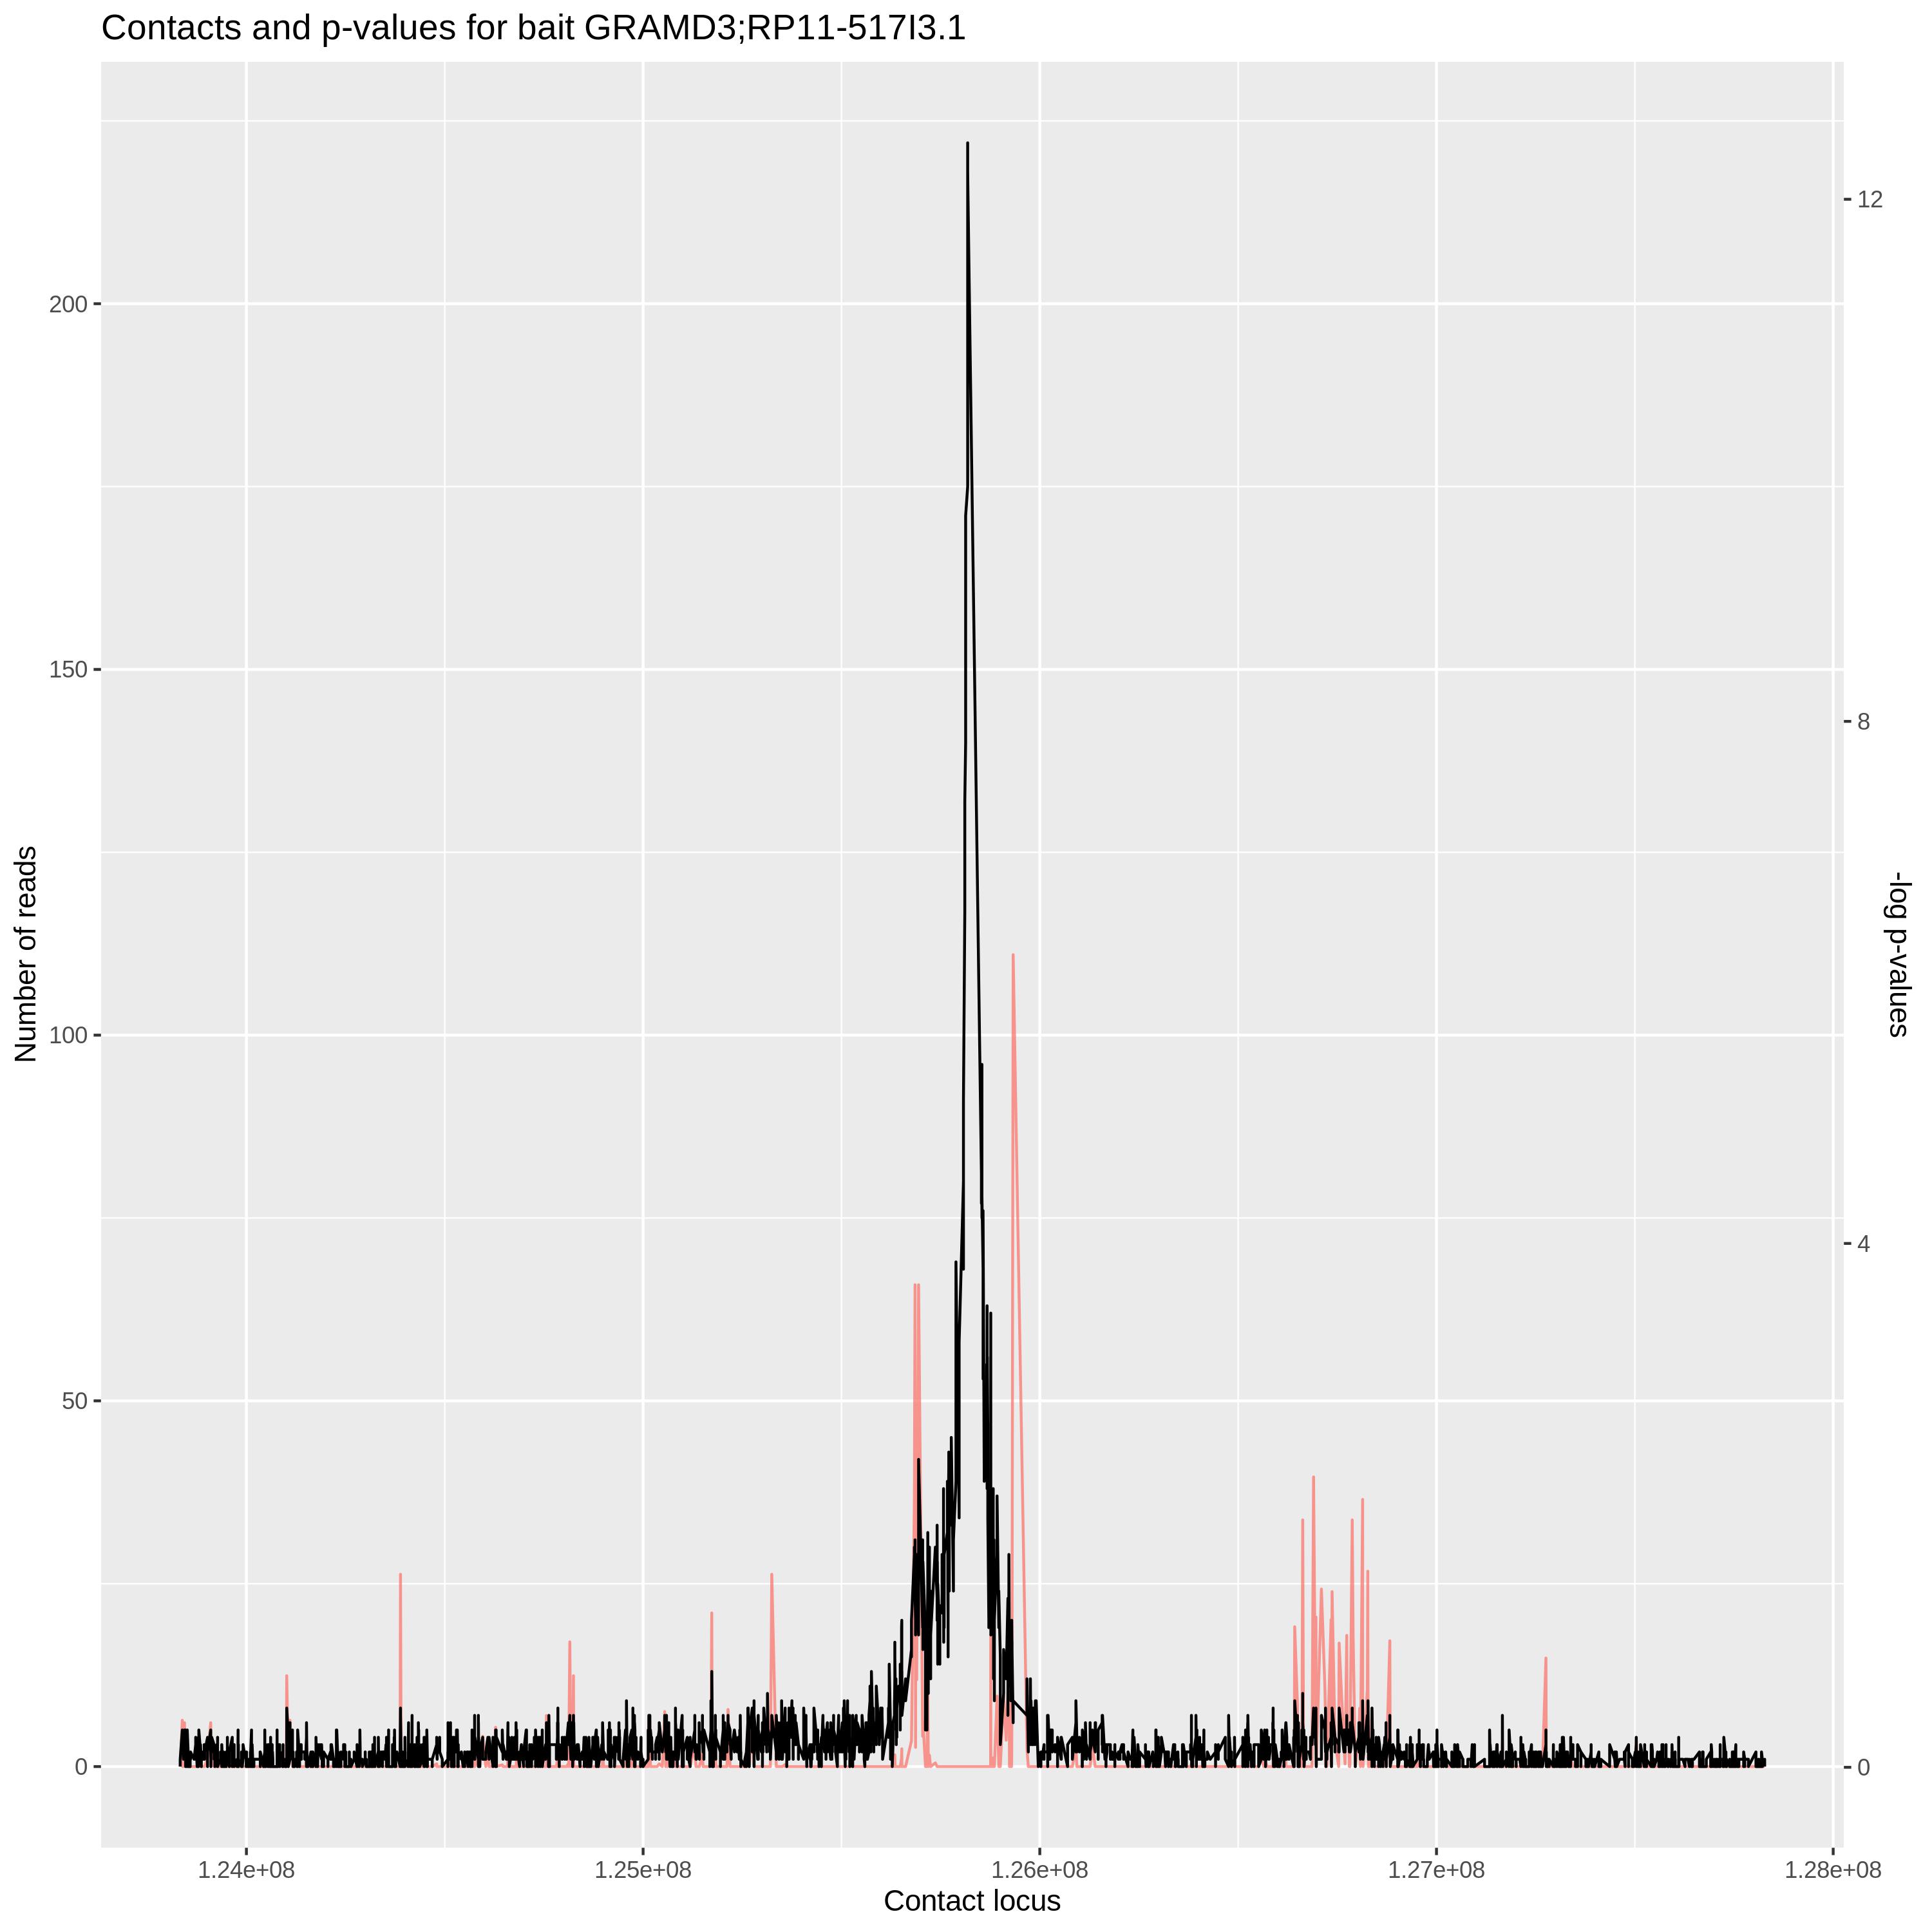 Contacts and p-values for bait GRAMD3;RP11-517I3.1
Number of reads
200
150
100
50
0
12
8
4
0
-log p-values
1.24e+08
1.25e+08
1.26e+08
1.27e+08
1.28e+08
Contact locus